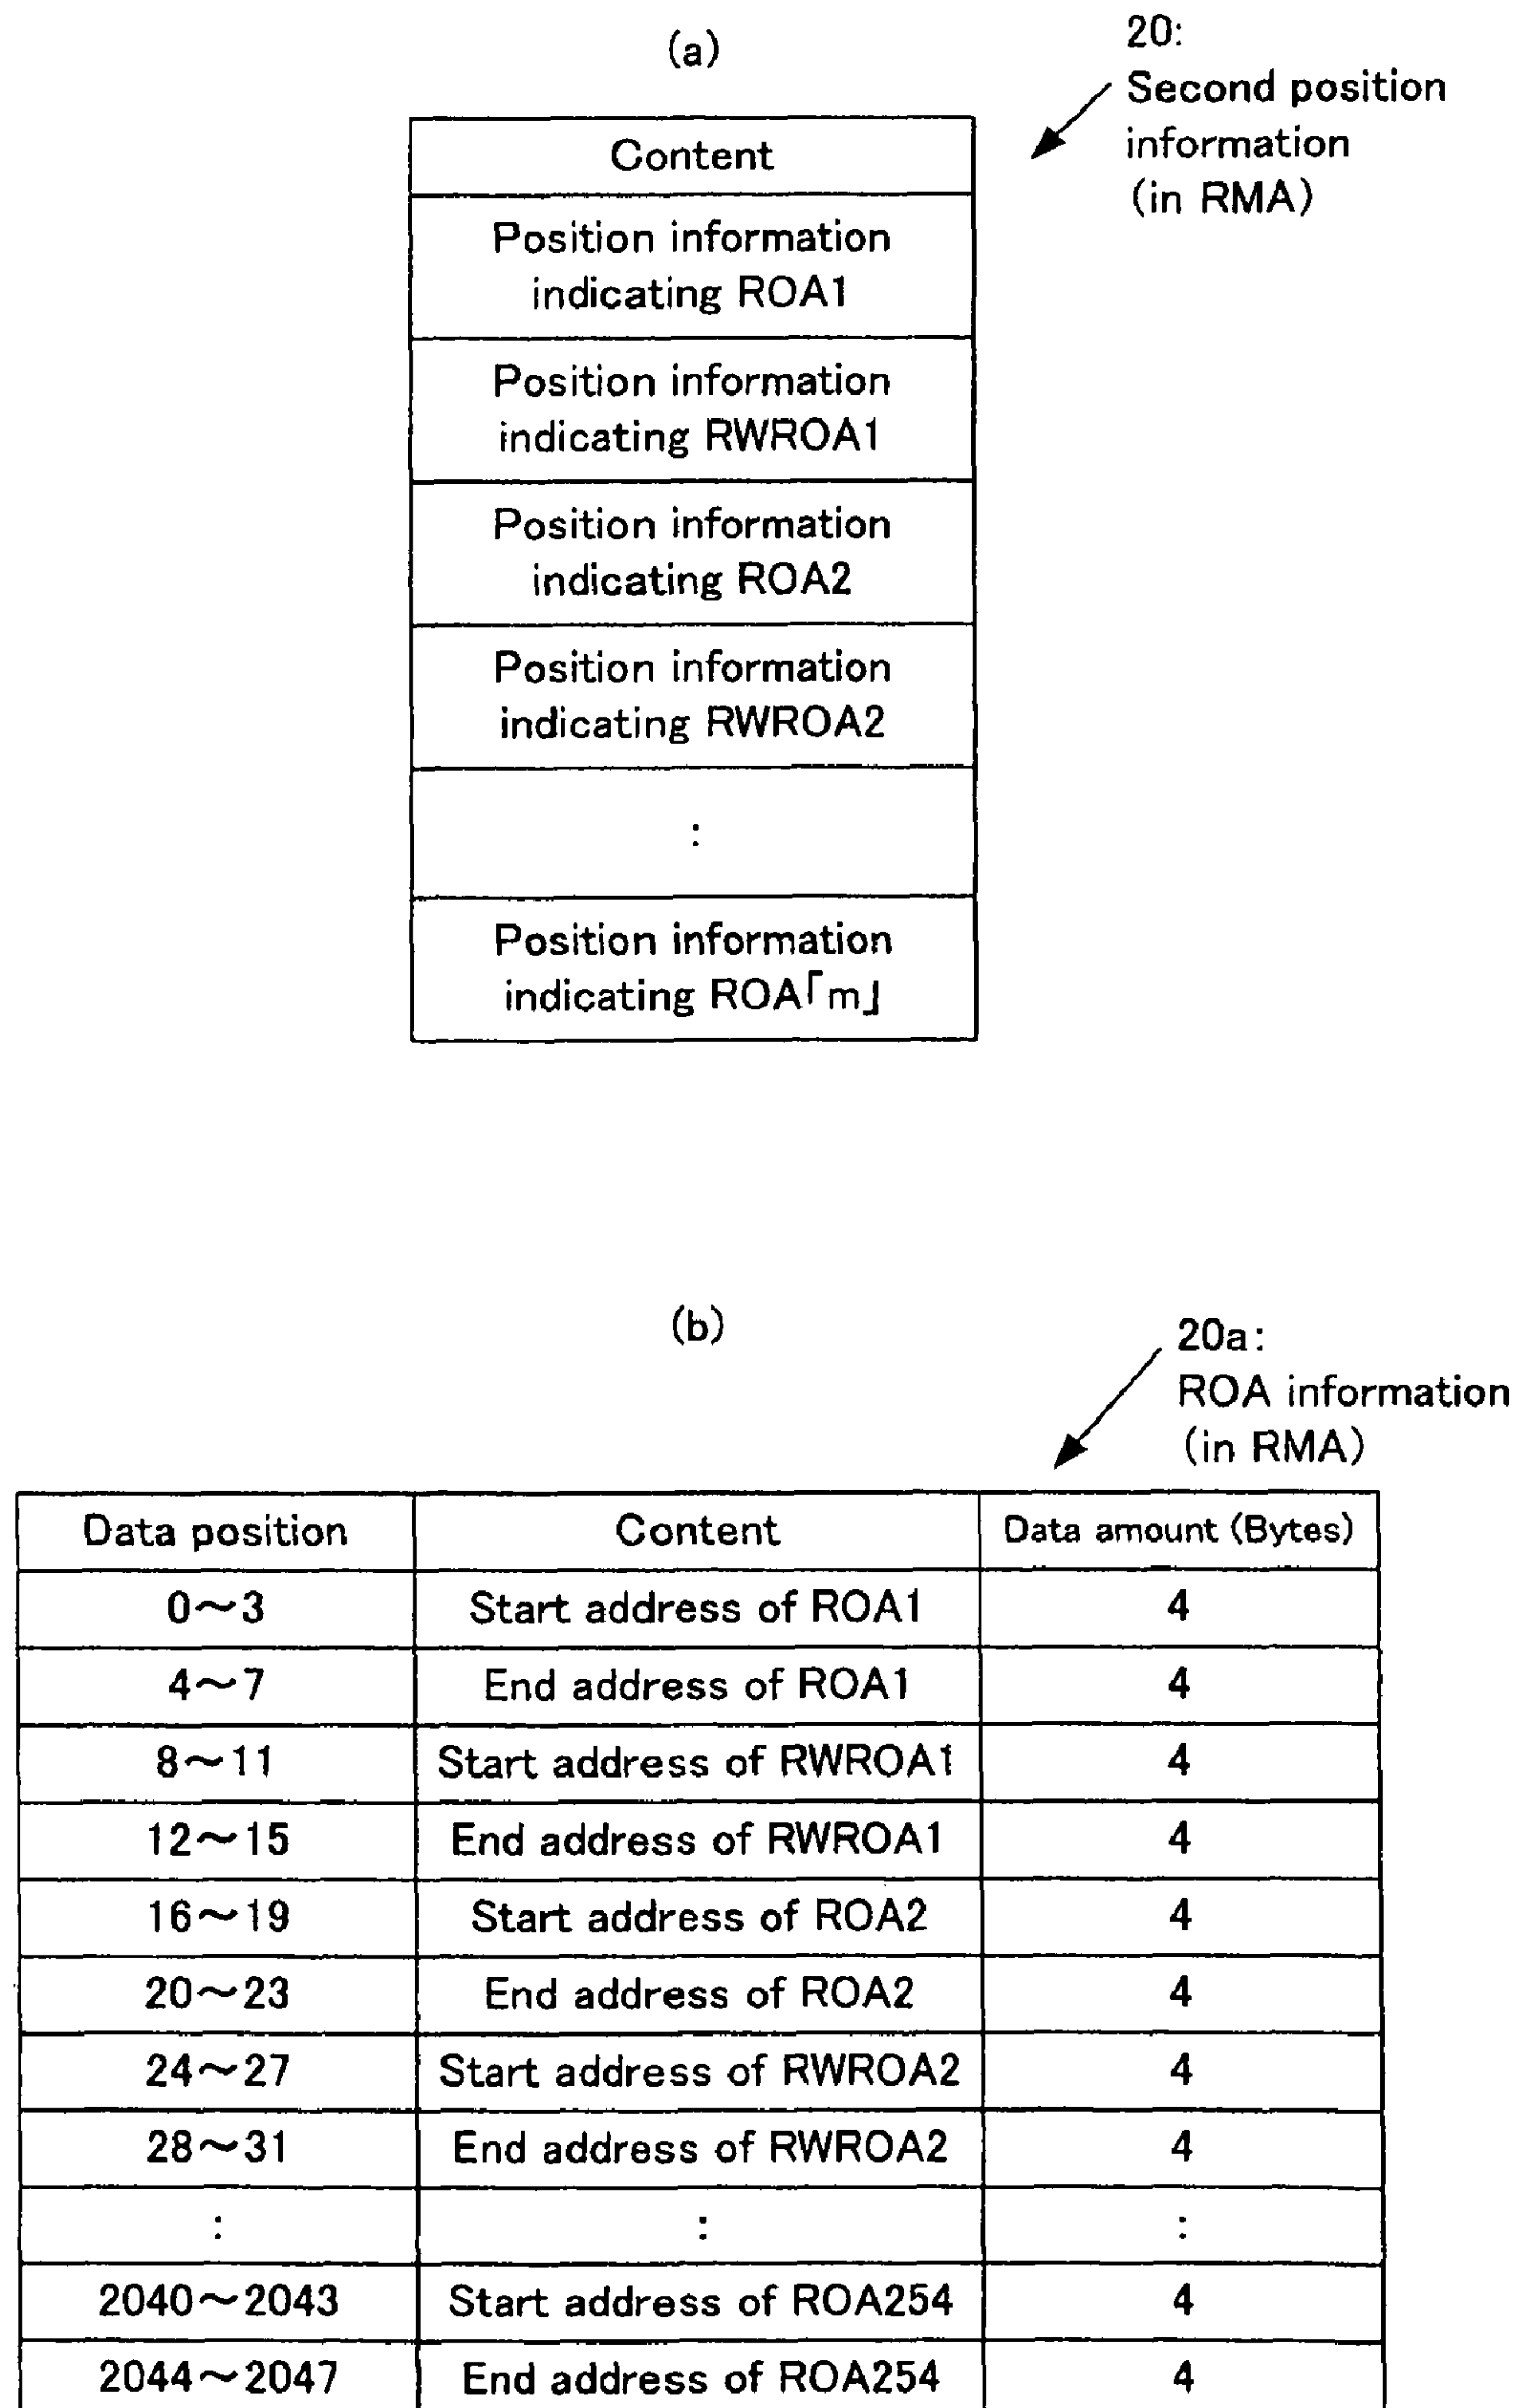 (a)
20:
Second position
information
(in RMA)
Content
Position information
indicating ROA1
Position information
indicating RWROA1
Position information
indicating ROA2
Position information
indicating RWROA2
:
Position information
indicating ROA「m」
(b)
20a:
ROA information
(in RMA)
Data position Content Data amount (Bytes)
0～3 Start address of ROA1 4
4～7 End address of ROA1 4
8～11 Start address of RWROA1 4
12～15 End address of RWROA1 4
16～19 Start address of ROA2 4
20～23 End address of ROA2 4
24～27 Start address of RWROA2 4
28～31 End address of RWROA2 4
: : :
2040～2043 Start address of ROA254 4
2044～2047 End address of ROA254 4